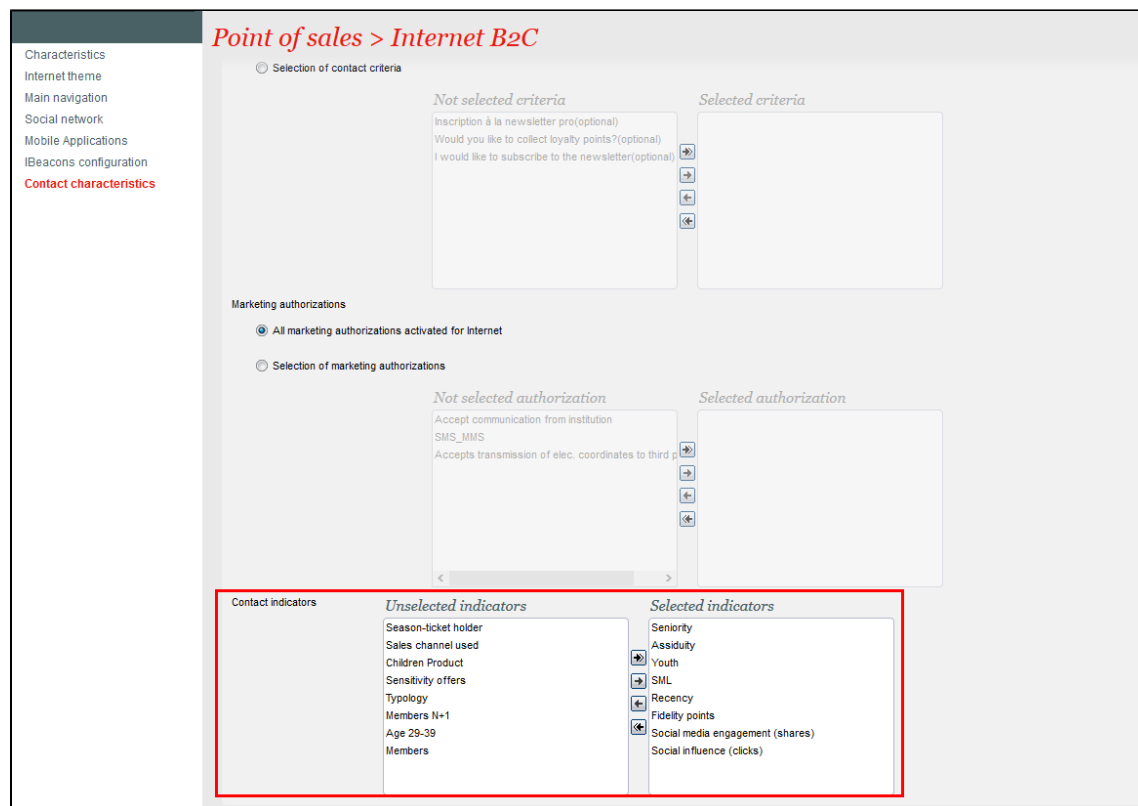 Point of sales > Internet B2C
Characteristics
Internet theme
Main navigation
Social network
Mobile Applications
IBeacons configuration
Contact characteristics
Selection of contact criteria
Not selected criteria
Selected criteria
Inscription à la newsletter pro(optional)
Would you like to collect loyalty points?(optional)
I would like to subscribe to the newsletter(optional)
Marketing authorizations
All marketing authorizations activated for Internet
Selection of marketing authorizations
Not selected authorization
Selected authorization
Accept communication from institution
SMS_MMS
Accepts transmission of elec. coordinates to third p
Contact indicators
Unselected indicators
Season-ticket holder
Sales channel used
Children Product
Sensitivity offers
Typology
Members N+1
Age 29-39
Members
Selected indicators
Seniority
Assiduity
Youth
SML
Recency
Fidelity points
Social media engagement (shares)
Social influence (clicks)